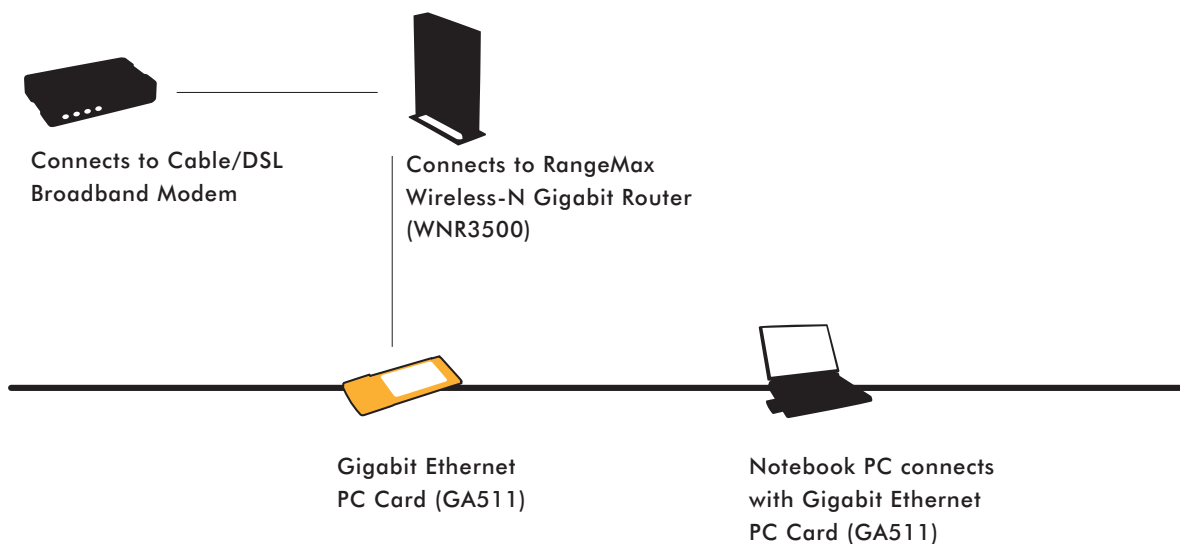 Connects to Cable/DSL
Broadband Modem
Connects to RangeMax
Wireless-N Gigabit Router
(WNR3500)
Gigabit Ethernet
PC Card (GA511)
Notebook PC connects
with Gigabit Ethernet
PC Card (GA511)